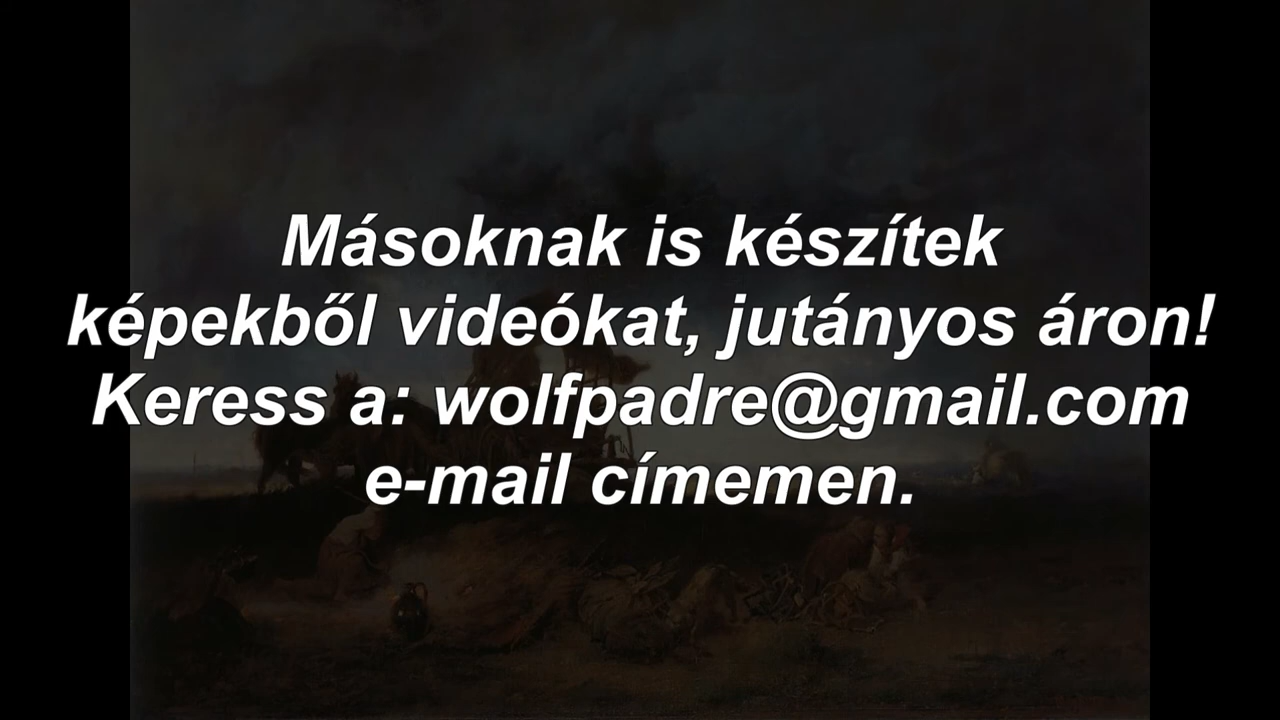 Másoknak is készítek
képekből videókat, jutányos áron!
Keress a: wolfpadre@gmail.com
e-mail címemen.